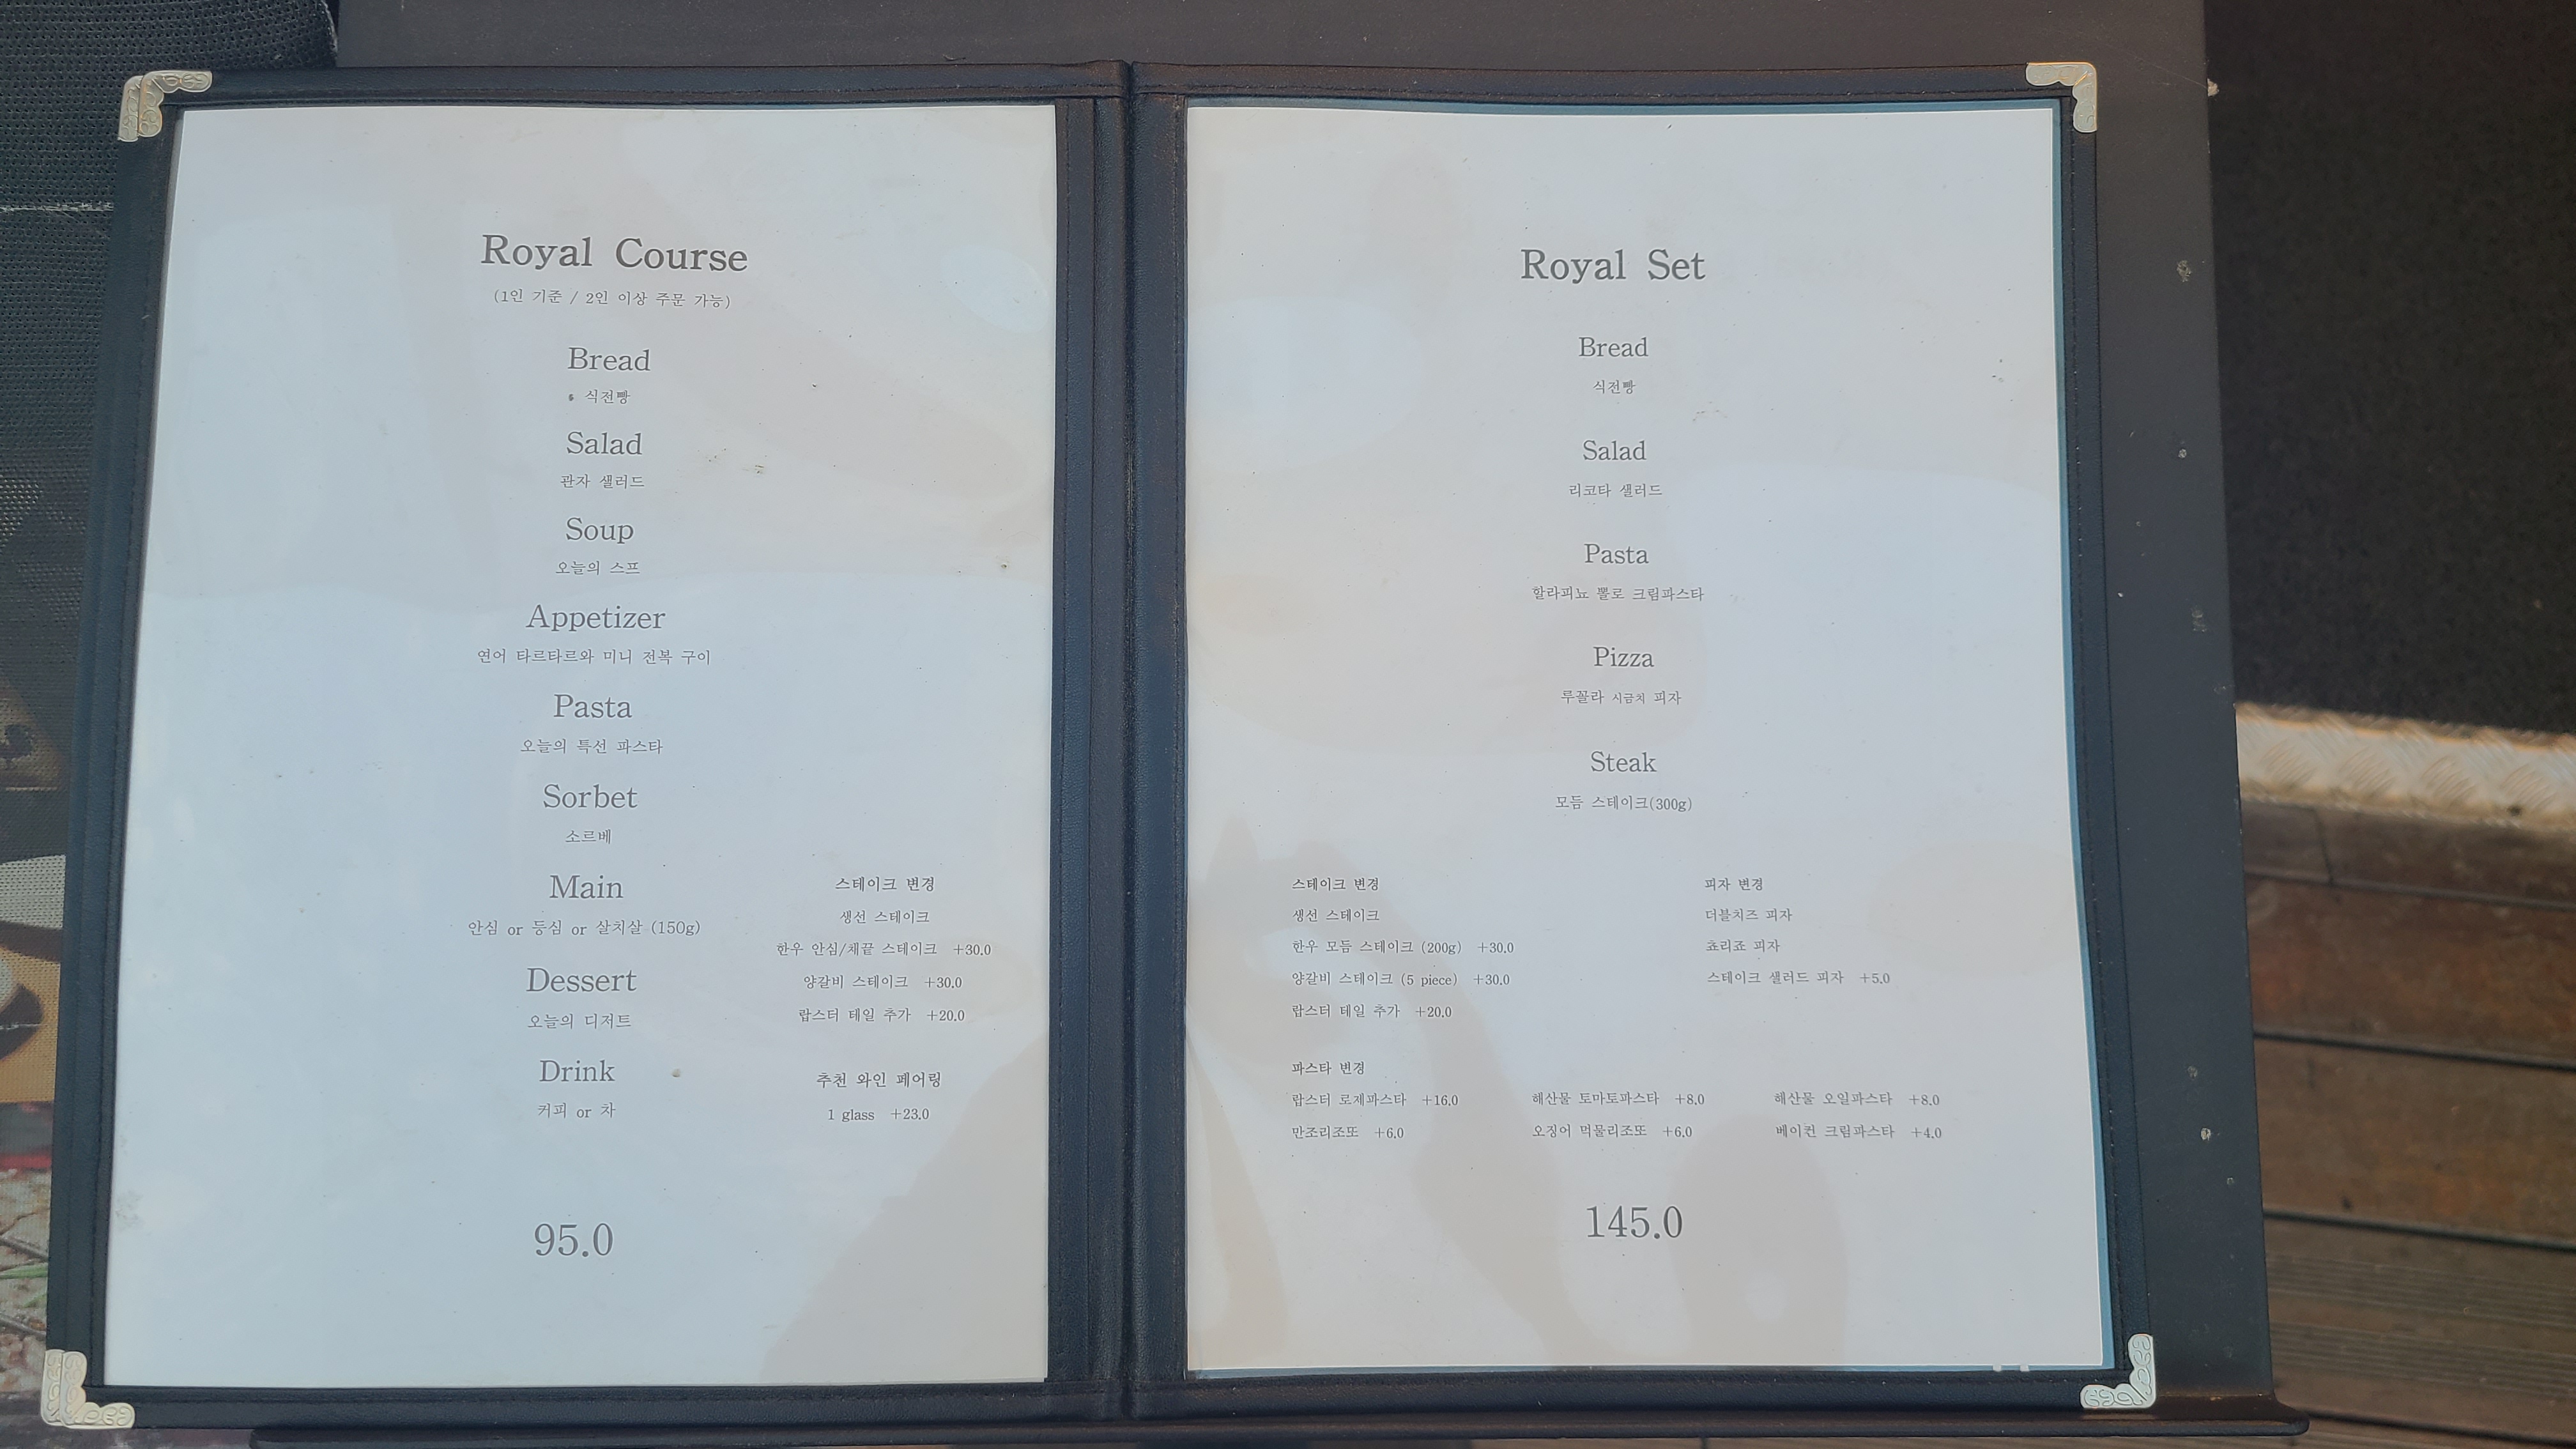 Royal Course
(1인 기준 / 2인 이상 주문 가능)
Bread
식전빵
Salad
관자 샐러드
Soup
오늘의 스프
Appetizer
연어 타르타르와 미니 전복 구이
Pasta
오늘의 특선 파스타
Sorbet
소르베
Main
안심 or 등심 or 살치살 (150g)
Dessert
오늘의 디저트
Drink
커피 or 차
스테이크 변경
생선 스테이크
한우 안심/채끝 스테이크 +30.0
양갈비 스테이크 +30.0
랍스터 테일 추가 +20.0
추천 와인 페어링
1 glass +23.0
95.0
Royal Set
Bread
식전빵
Salad
리코타 샐러드
Pasta
할라피뇨 뽈로 크림파스타
Pizza
루꼴라 시금치 피자
Steak
모듬 스테이크(300g)
스테이크 변경
생선 스테이크
한우 모듬 스테이크 (200g) +30.0
양갈비 스테이크 (5 piece) +30.0
랍스터 테일 추가 +20.0
피자 변경
더블치즈 피자
쵸리죠 피자
스테이크 샐러드 피자 +5.0
파스타 변경
랍스터 로제파스타 +16.0 해산물 토마토파스타 +8.0 해산물 오일파스타 +8.0
만조리조또 +6.0 오징어 먹물리조또 +6.0 베이컨 크림파스타 +4.0
145.0